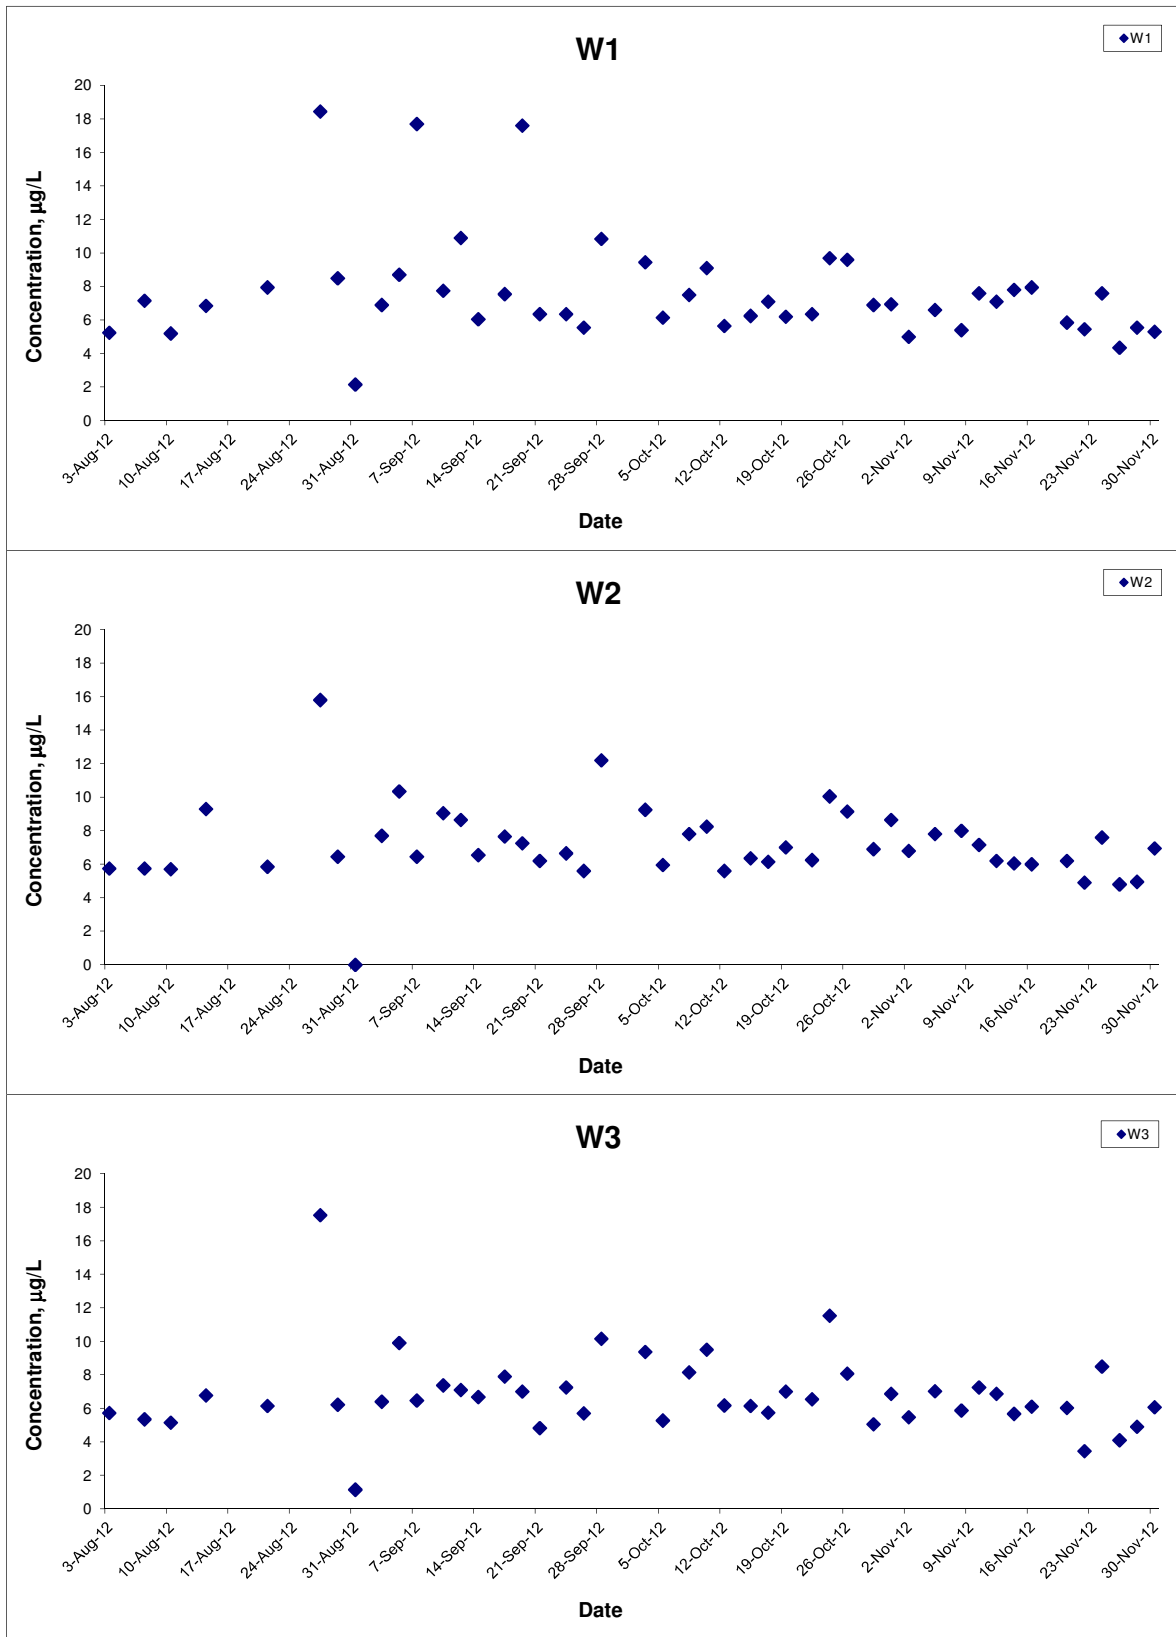 W1
W1
Concentration, µg/L
20
18
16
14
12
10
8
6
4
2
0
3-Aug-12 10-Aug-12 17-Aug-12 24-Aug-12 31-Aug-12 7-Sep-12 14-Sep-12 21-Sep-12 28-Sep-12 5-Oct-12 12-Oct-12 19-Oct-12 26-Oct-12 2-Nov-12 9-Nov-12 16-Nov-12 23-Nov-12 30-Nov-12
Date
W2
W2
Concentration, µg/L
20
18
16
14
12
10
8
6
4
2
0
3-Aug-12 10-Aug-12 17-Aug-12 24-Aug-12 31-Aug-12 7-Sep-12 14-Sep-12 21-Sep-12 28-Sep-12 5-Oct-12 12-Oct-12 19-Oct-12 26-Oct-12 2-Nov-12 9-Nov-12 16-Nov-12 23-Nov-12 30-Nov-12
Date
W3
W3
Concentration, µg/L
20
18
16
14
12
10
8
6
4
2
0
3-Aug-12 10-Aug-12 17-Aug-12 24-Aug-12 31-Aug-12 7-Sep-12 14-Sep-12 21-Sep-12 28-Sep-12 5-Oct-12 12-Oct-12 19-Oct-12 26-Oct-12 2-Nov-12 9-Nov-12 16-Nov-12 23-Nov-12 30-Nov-12
Date